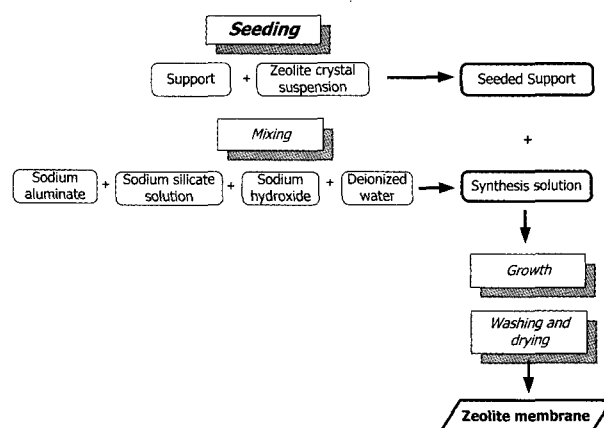 Seeding
Support + Zeolite crystal
suspension
Seeded Support
+
Mixing
Sodium
aluminate
+
Sodium silicate
solution
+
Sodium
hydroxide
+
Deionized
water
Synthesis solution
Growth
Washing and
drying
Zeolite membrane